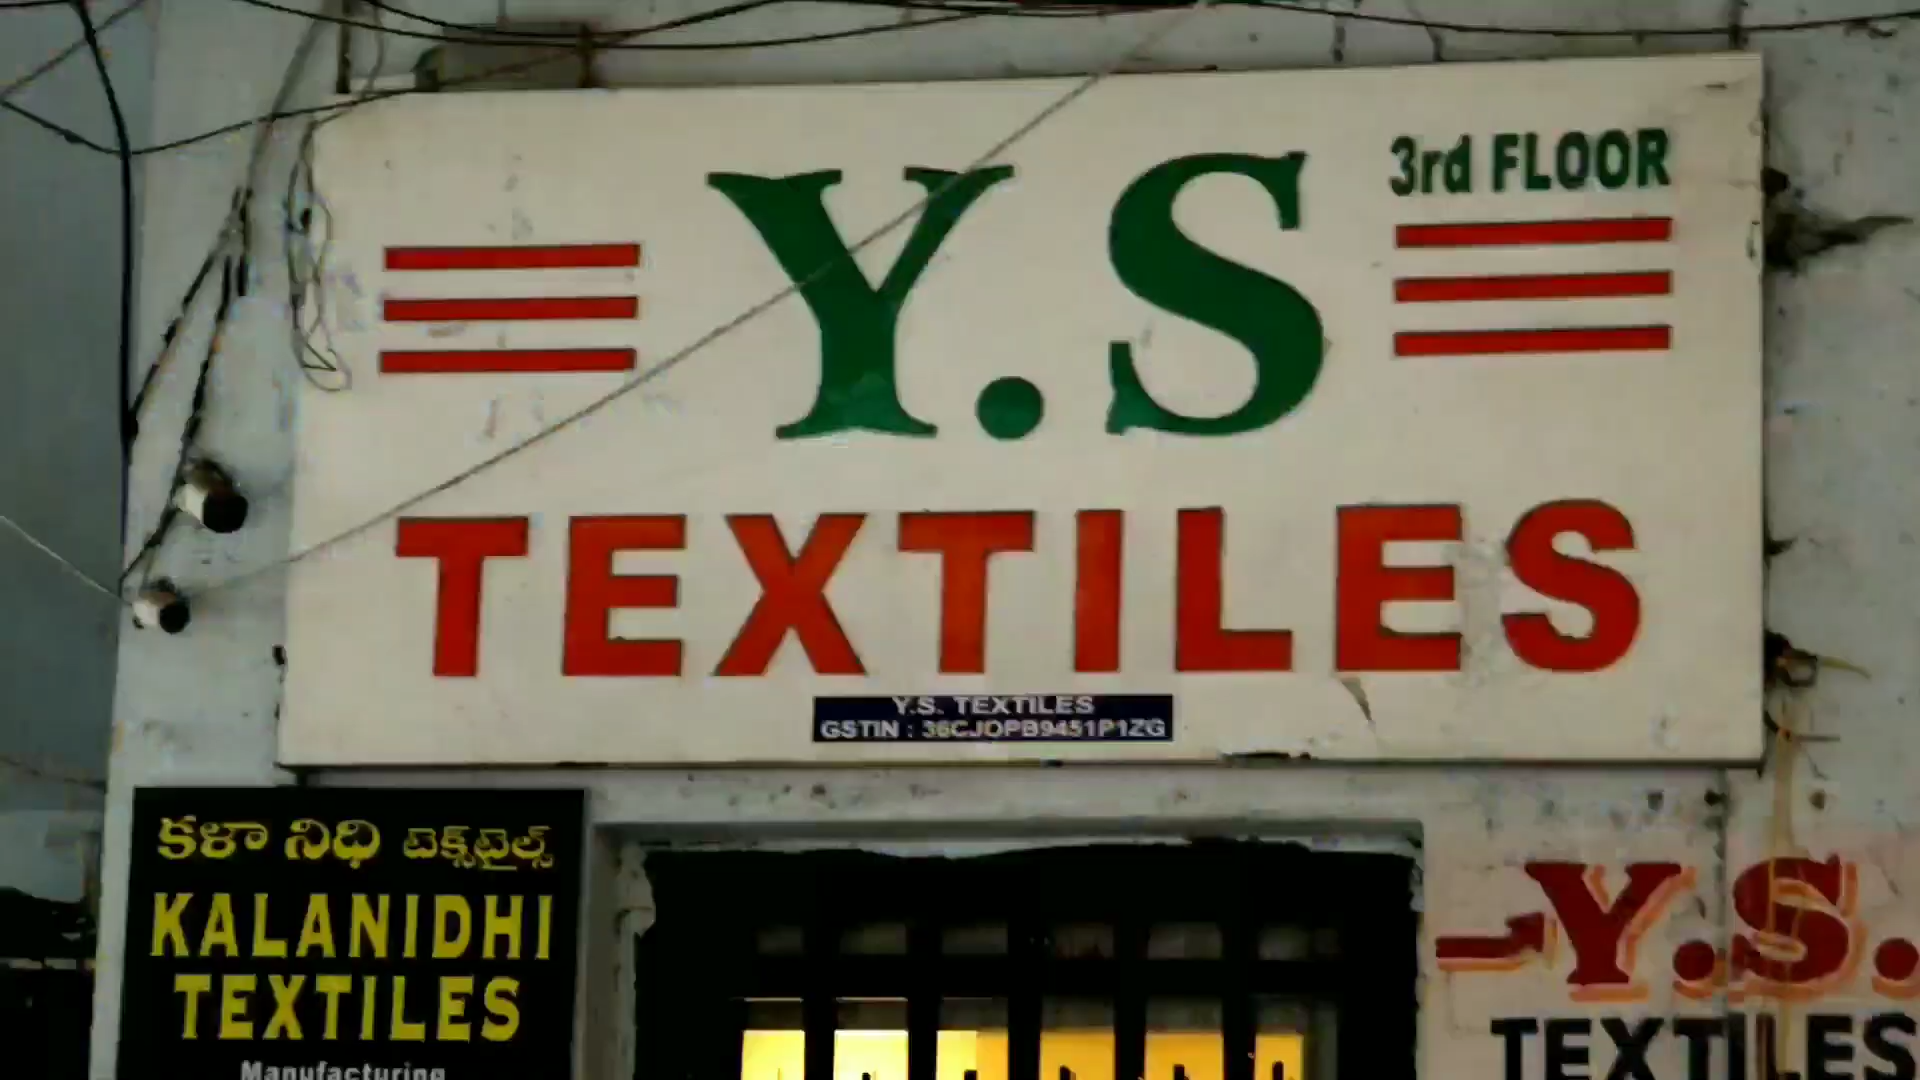 3rd FLOOR
Y.S
TEXTILES
Y.S. TEXTILES
GSTIN : 36CJOPB9451P1ZG
కళా నిధి టెక్స్‌టైల్స్
KALANIDHI
TEXTILES
Manufacturing
Y.S.
TEXTILES